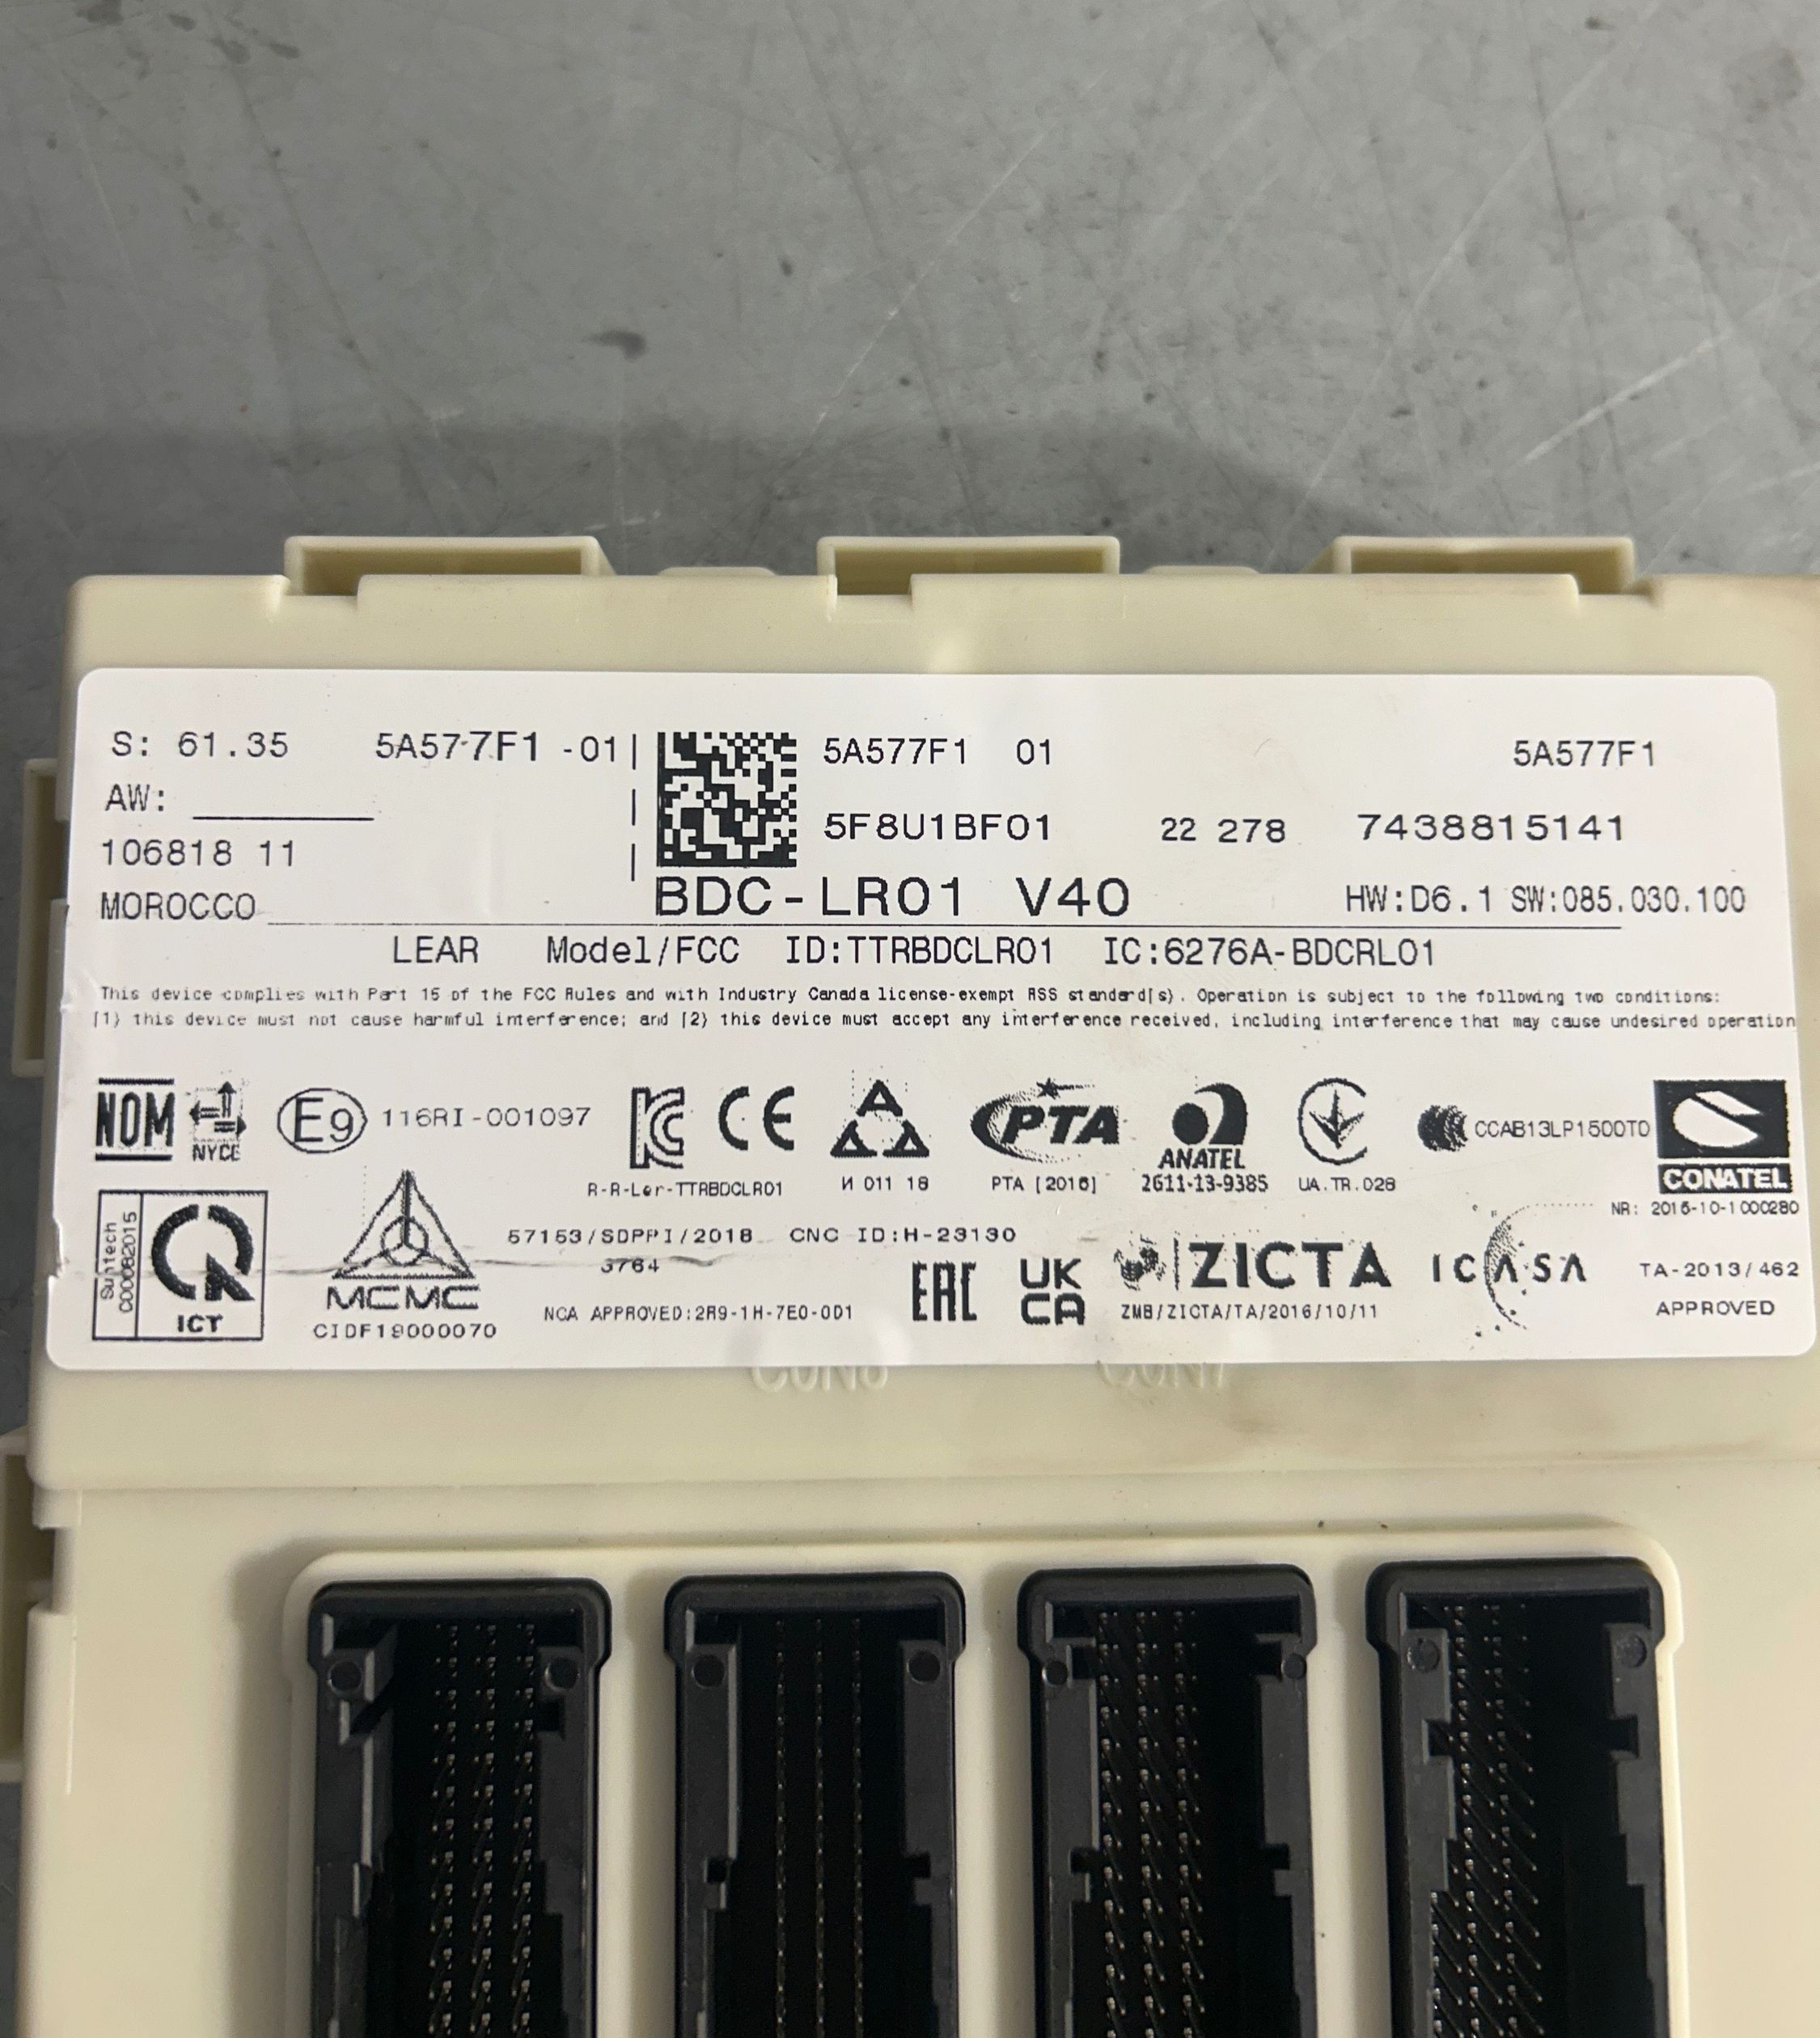 S: 61.35 5A577F1 -01
5A577F1 01 5A577F1
AW:
5F8U1BF01 22 278 7438815141
106818 11
BDC-LR01 V40 HW:D6.1 SW:085.030.100
MOROCCO
LEAR Model/FCC ID:TTRBDCLR01 IC:6276A-BDCRL01
This device complies with Part 15 of the FCC Rules and with Industry Canada license-exempt RSS standard(s). Operation is subject to the following two conditions:
(1) this device must not cause harmful interference; and (2) this device must accept any interference received, including interference that may cause undesired operation
NOM NYCE E9 116RI-001097 KC CE PTA ANATEL CCAB13LP1500T0 CONATEL
R-R-Ler-TTRBDCLR01 И 011 18 PTA [2016] 2611-13-9385 UA.TR.028
NR: 2016-10-1000280
Suntech
C000882015
ICT
MCMC
CIDF19000070
57153/SDPPI/2018 CNC ID:H-23130
3764
NCA APPROVED:2R9-1H-7E0-0D1
EAC UKCA ZICTA ICASA TA-2013/462
ZMB/ZICTA/TA/2016/10/11 APPROVED